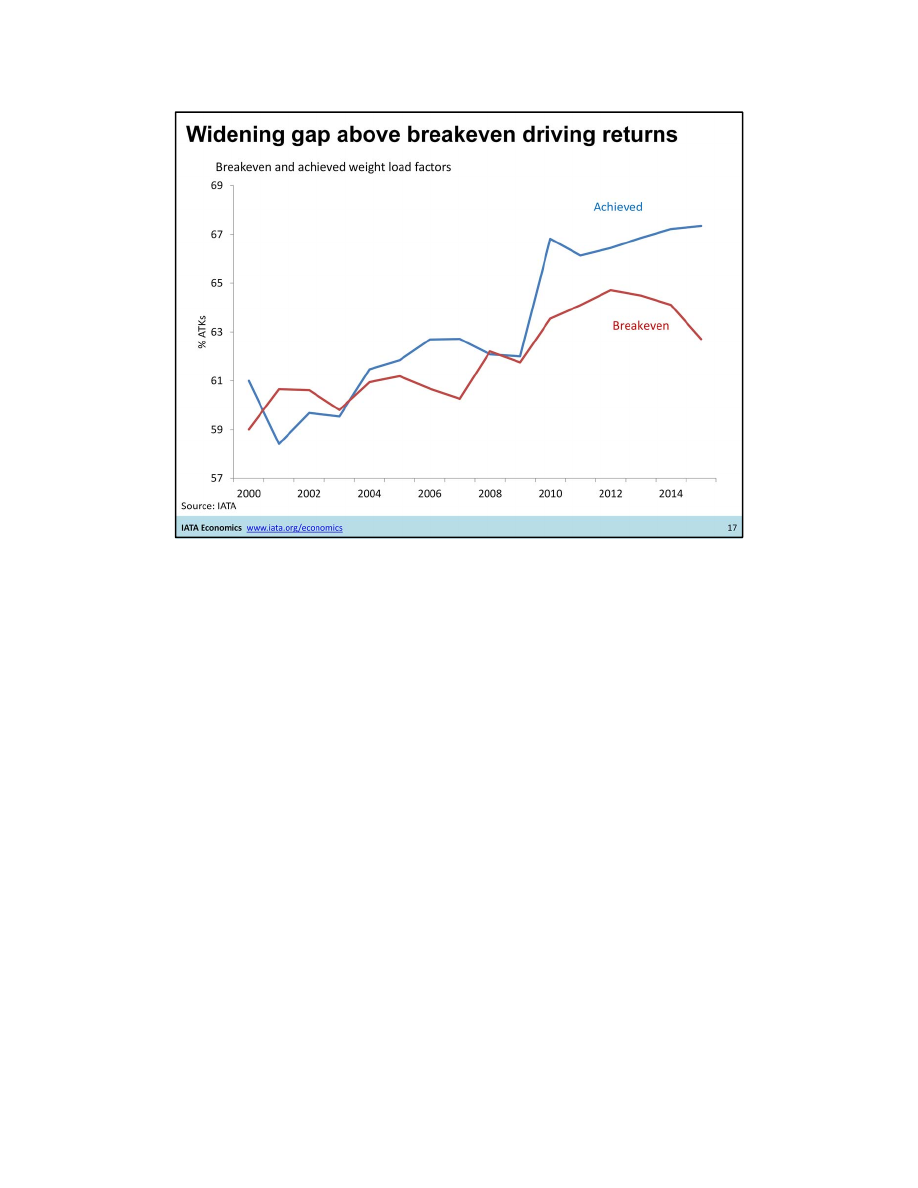 Widening gap above breakeven driving returns
Breakeven and achieved weight load factors
69
67
65
63
61
59
57
% ATKs
Achieved
Breakeven
2000 2002 2004 2006 2008 2010 2012 2014
Source: IATA
IATA Economics www.iata.org/economics 17